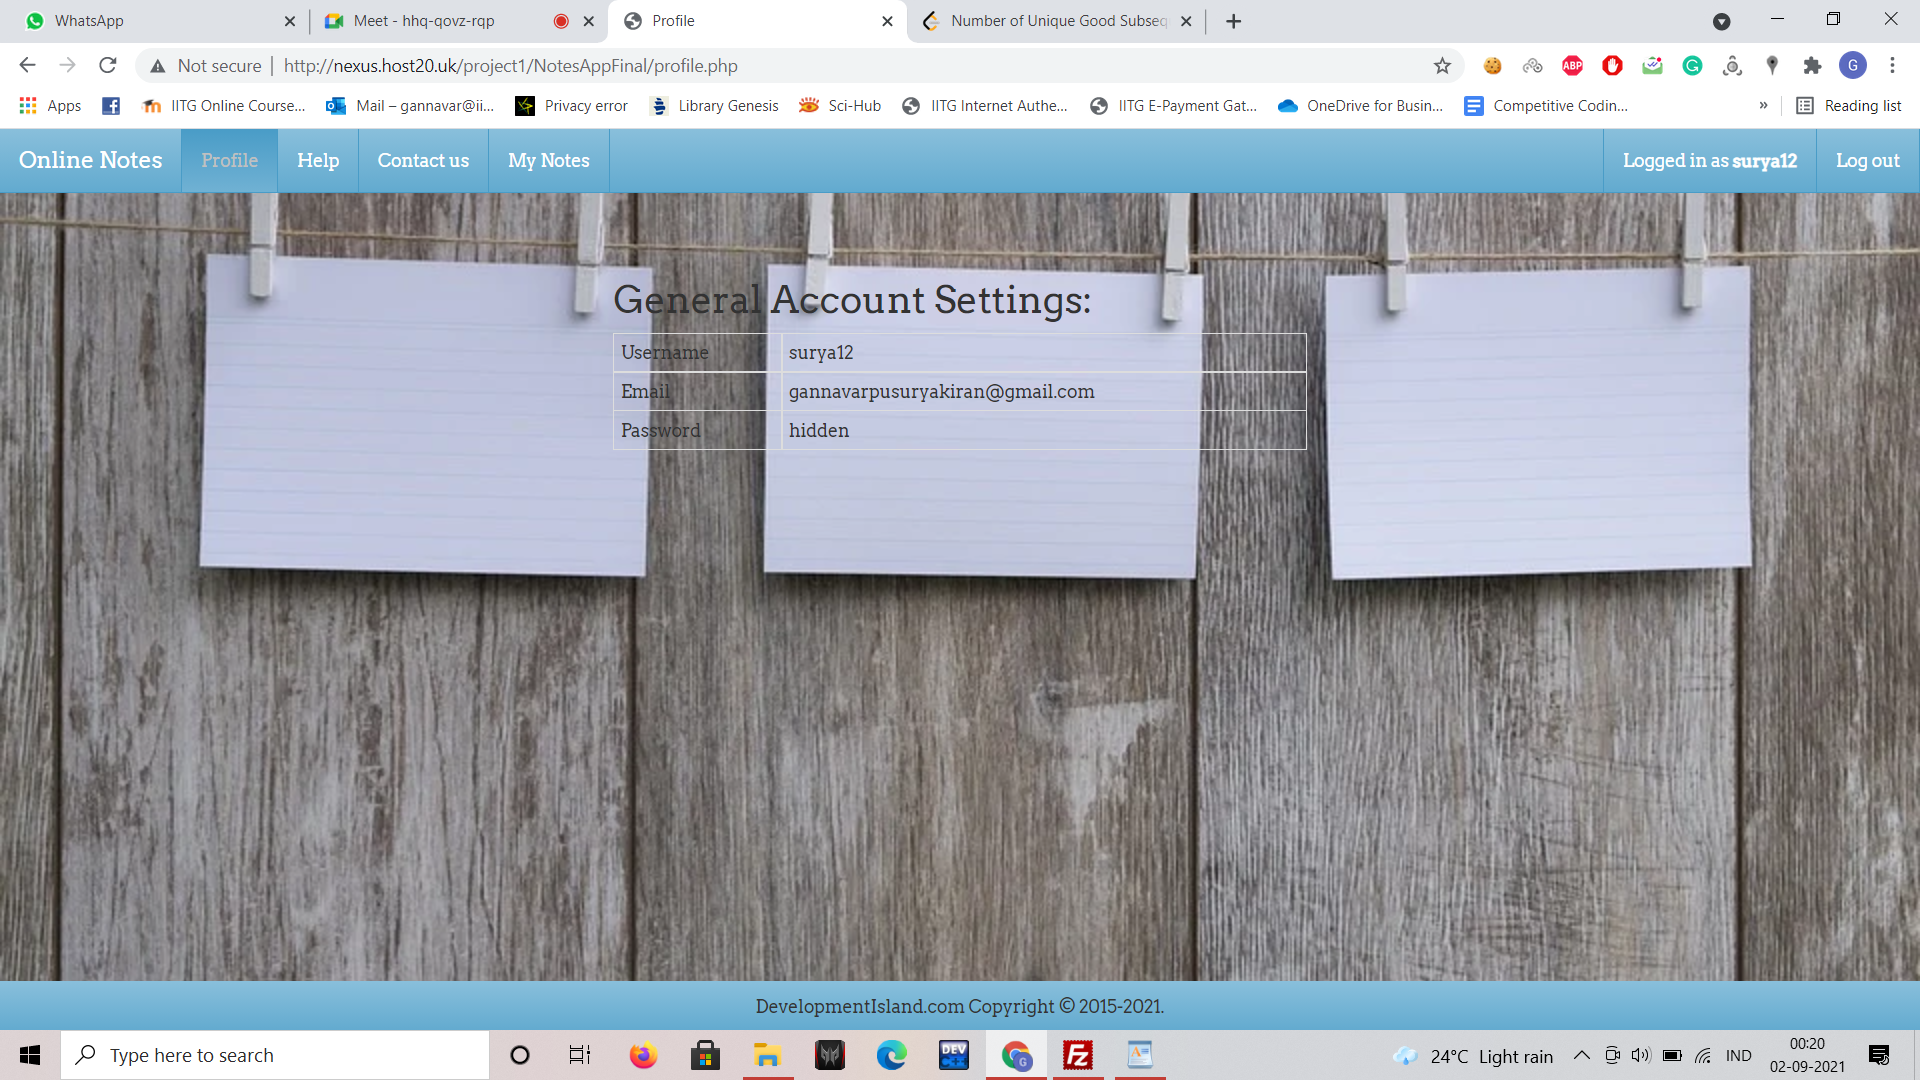 WhatsApp
Meet - hhq-qovz-rqp
Profile
Number of Unique Good Subseq
Not secure
http://nexus.host20.uk/project1/NotesAppFinal/profile.php
ABP
G
Apps
IITG Online Course...
Mail – gannavar@ii...
Privacy error
Library Genesis
Sci-Hub
IITG Internet Authe...
IITG E-Payment Gat...
OneDrive for Busin...
Competitive Codin...
»
Reading list
Online Notes
Profile
Help
Contact us
My Notes
Logged in as surya12
Log out
General Account Settings:
Username surya12
Email gannavarpusuryakiran@gmail.com
Password hidden
DevelopmentIsland.com Copyright © 2015-2021.
Type here to search
DEV
G
Fz
24°C Light rain
IND
00:20
02-09-2021